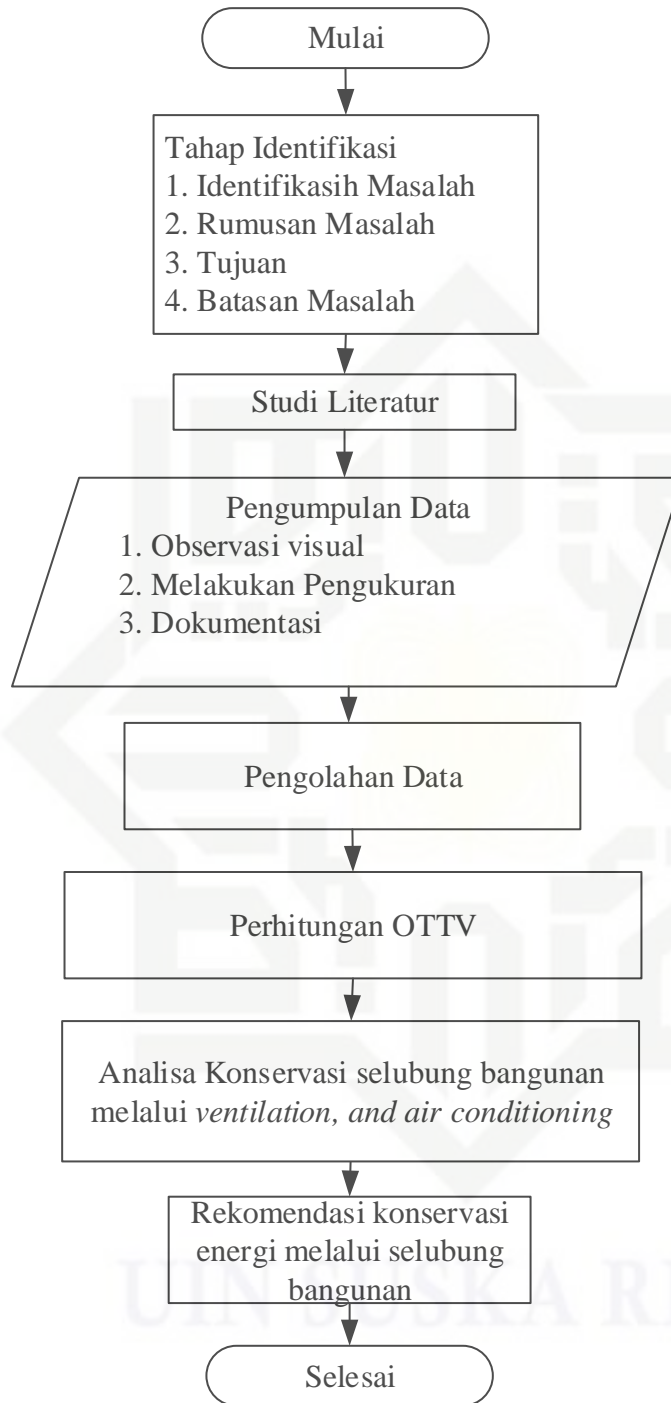 Mulai
Tahap Identifikasi
1. Identifikasih Masalah
2. Rumusan Masalah
3. Tujuan
4. Batasan Masalah
Studi Literatur
Pengumpulan Data
1. Observasi visual
2. Melakukan Pengukuran
3. Dokumentasi
Pengolahan Data
Perhitungan OTTV
Analisa Konservasi selubung bangunan
melalui ventilation, and air conditioning
Rekomendasi konservasi
energi melalui selubung
bangunan
UIN SUSKA R
Selesai